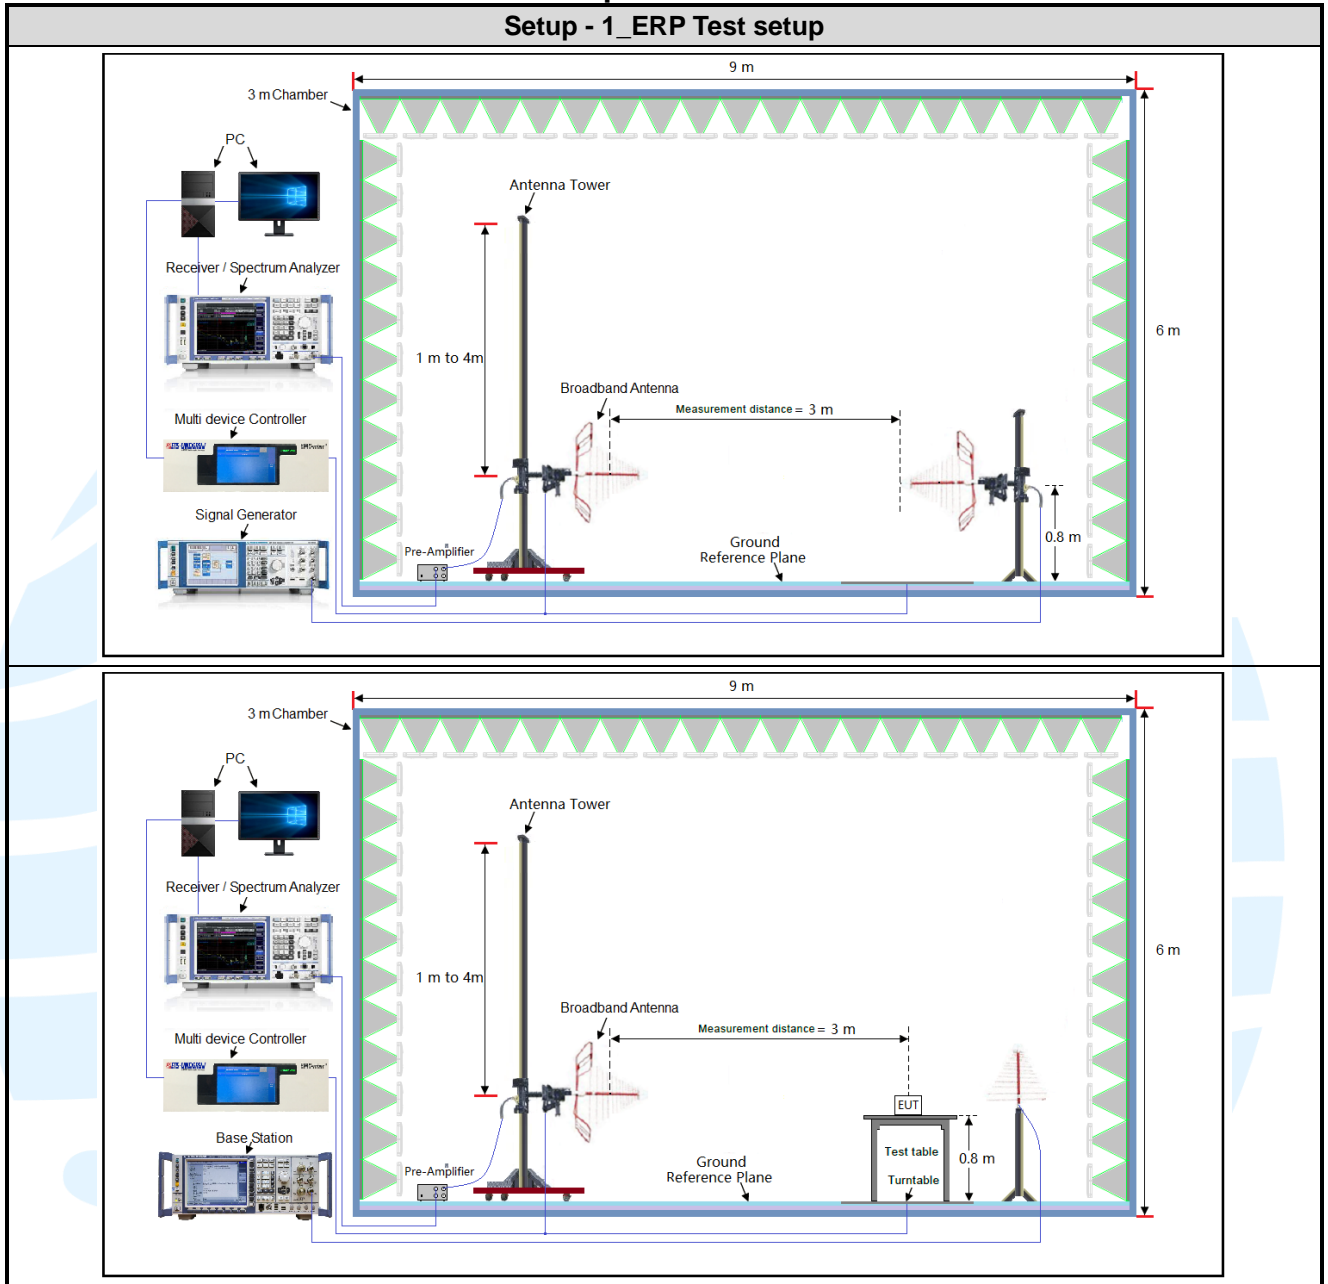 Setup - 1_ERP Test setup
9 m
3 m Chamber
PC
Antenna Tower
Receiver / Spectrum Analyzer
6 m
1 m to 4m
Broadband Antenna
Measurement distance = 3 m
Multi device Controller
Signal Generator
Ground
Reference Plane
0.8 m
Pre-Amplifier
9 m
3 m Chamber
PC
Antenna Tower
Receiver / Spectrum Analyzer
6 m
1 m to 4m
Broadband Antenna
Measurement distance = 3 m
Multi device Controller
EUT
Base Station
Test table
0.8 m
Ground
Reference Plane
Pre-Amplifier
Turntable